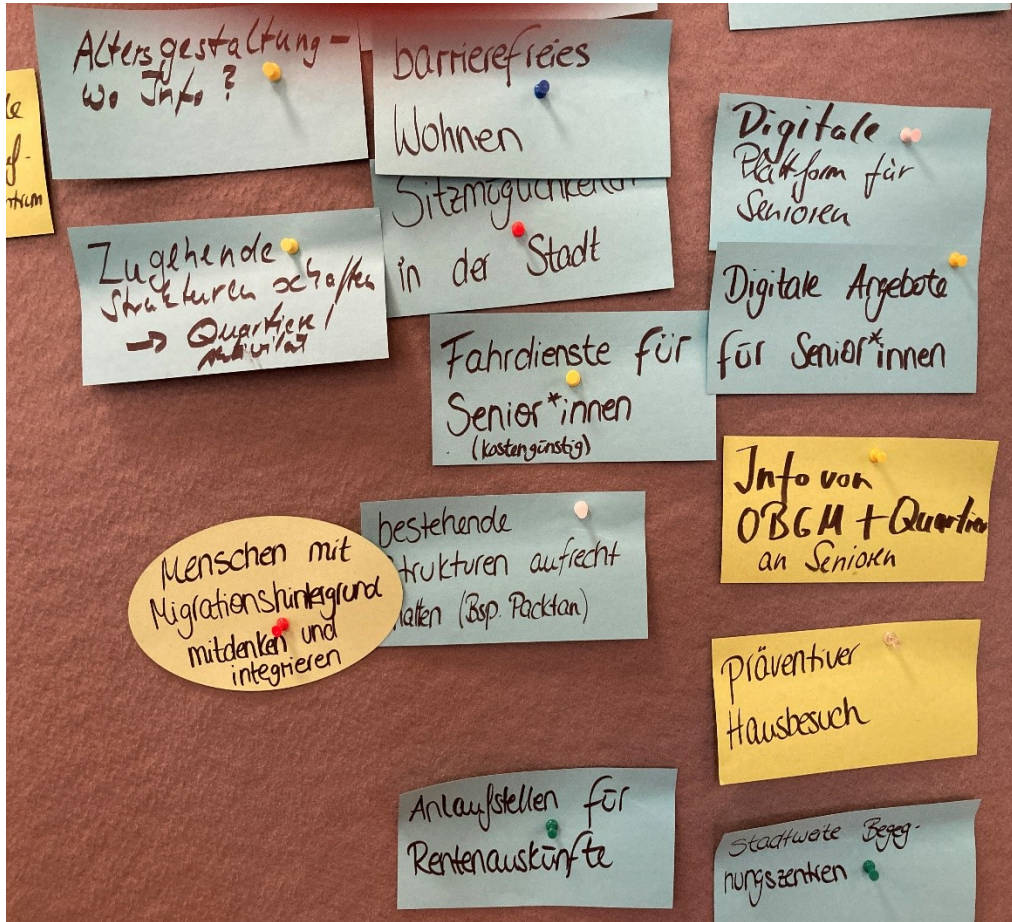 Altersgestaltung -
wo Info?
barrierefreies
Wohnen
Sitzmöglichkeiten
in der Stadt
Zugehende
Strukturen schaffen
→ Quartiere/
Digitale
Plattform für
Senioren
Digitale Angebote
für Senior*innen
Fahrdienste für
Senior*innen
(kostengünstig)
Info von
OBGM + Quartier
an Senioren
bestehende
Strukturen aufrecht
halten (Bsp. Packtan)
Menschen mit
Migrationshintergrund
mitdenken und
integrieren
präventiver
Hausbesuch
Anlaufstellen für
Rentenauskünfte
Stadtweite Begeg-
nungszentren